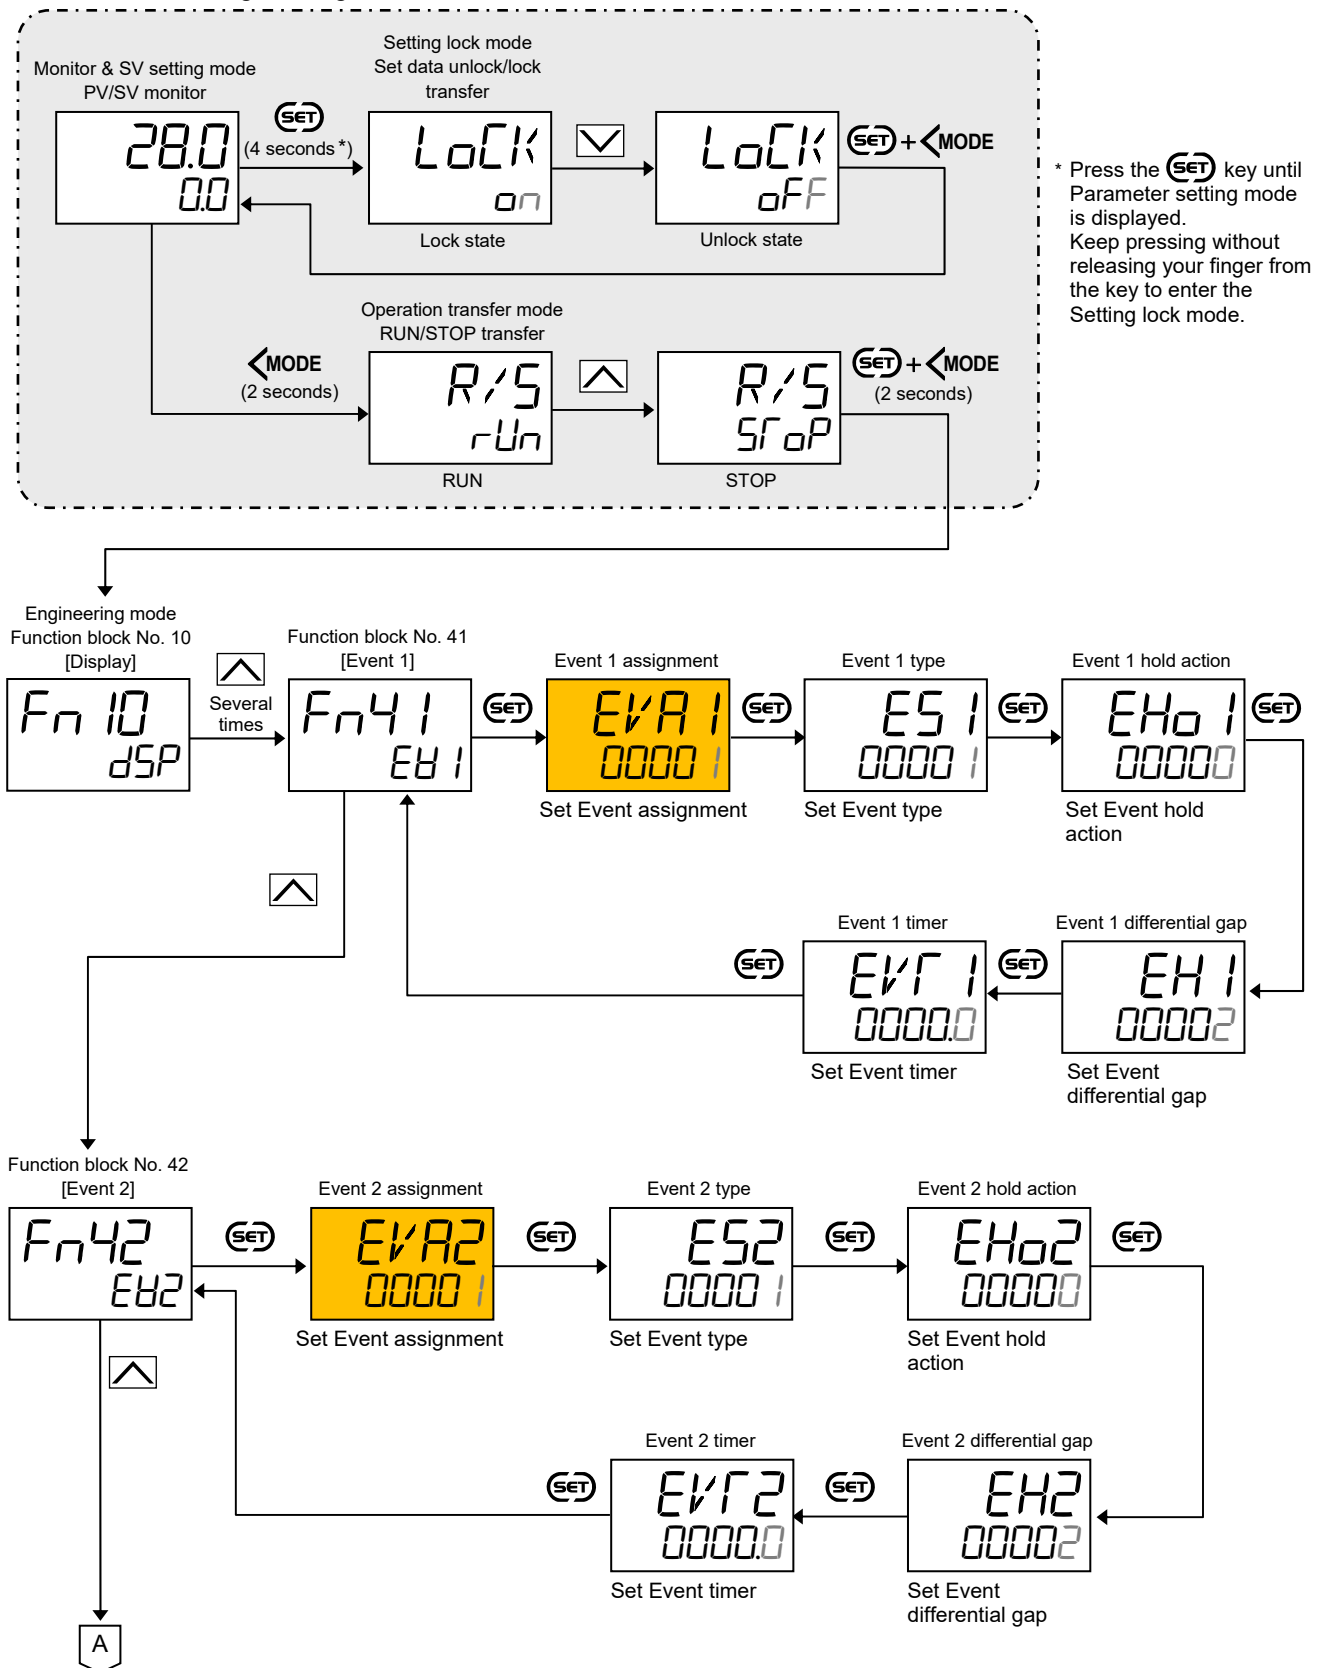 Setting lock mode
Set data unlock/lock
transfer
Monitor & SV setting mode
PV/SV monitor
28.0
0.0
SET
(4 seconds*)
LoCK
on
Lock state
LoCK
oFF
Unlock state
SET + <MODE
* Press the SET key until
Parameter setting mode
is displayed.
Keep pressing without
releasing your finger from
the key to enter the
Setting lock mode.
Operation transfer mode
RUN/STOP transfer
<MODE
(2 seconds)
R/S
rUn
RUN
R/S
SToP
STOP
SET + <MODE
(2 seconds)
Engineering mode
Function block No. 10
[Display]
Fn 10
dSP
Several
times
Function block No. 41
[Event 1]
Fn41
EV1
SET
Event 1 assignment
EVA1
00001
Set Event assignment
SET
Event 1 type
ES1
00001
Set Event type
SET
Event 1 hold action
EHo1
00000
Set Event hold
action
SET
Event 1 differential gap
EH1
00002
Set Event
differential gap
SET
Event 1 timer
EVT1
0000.0
Set Event timer
SET
Function block No. 42
[Event 2]
Fn42
EV2
SET
Event 2 assignment
EVA2
00001
Set Event assignment
SET
Event 2 type
ES2
00001
Set Event type
SET
Event 2 hold action
EHo2
00000
Set Event hold
action
SET
Event 2 differential gap
EH2
00002
Set Event
differential gap
SET
Event 2 timer
EVT2
0000.0
Set Event timer
SET
A